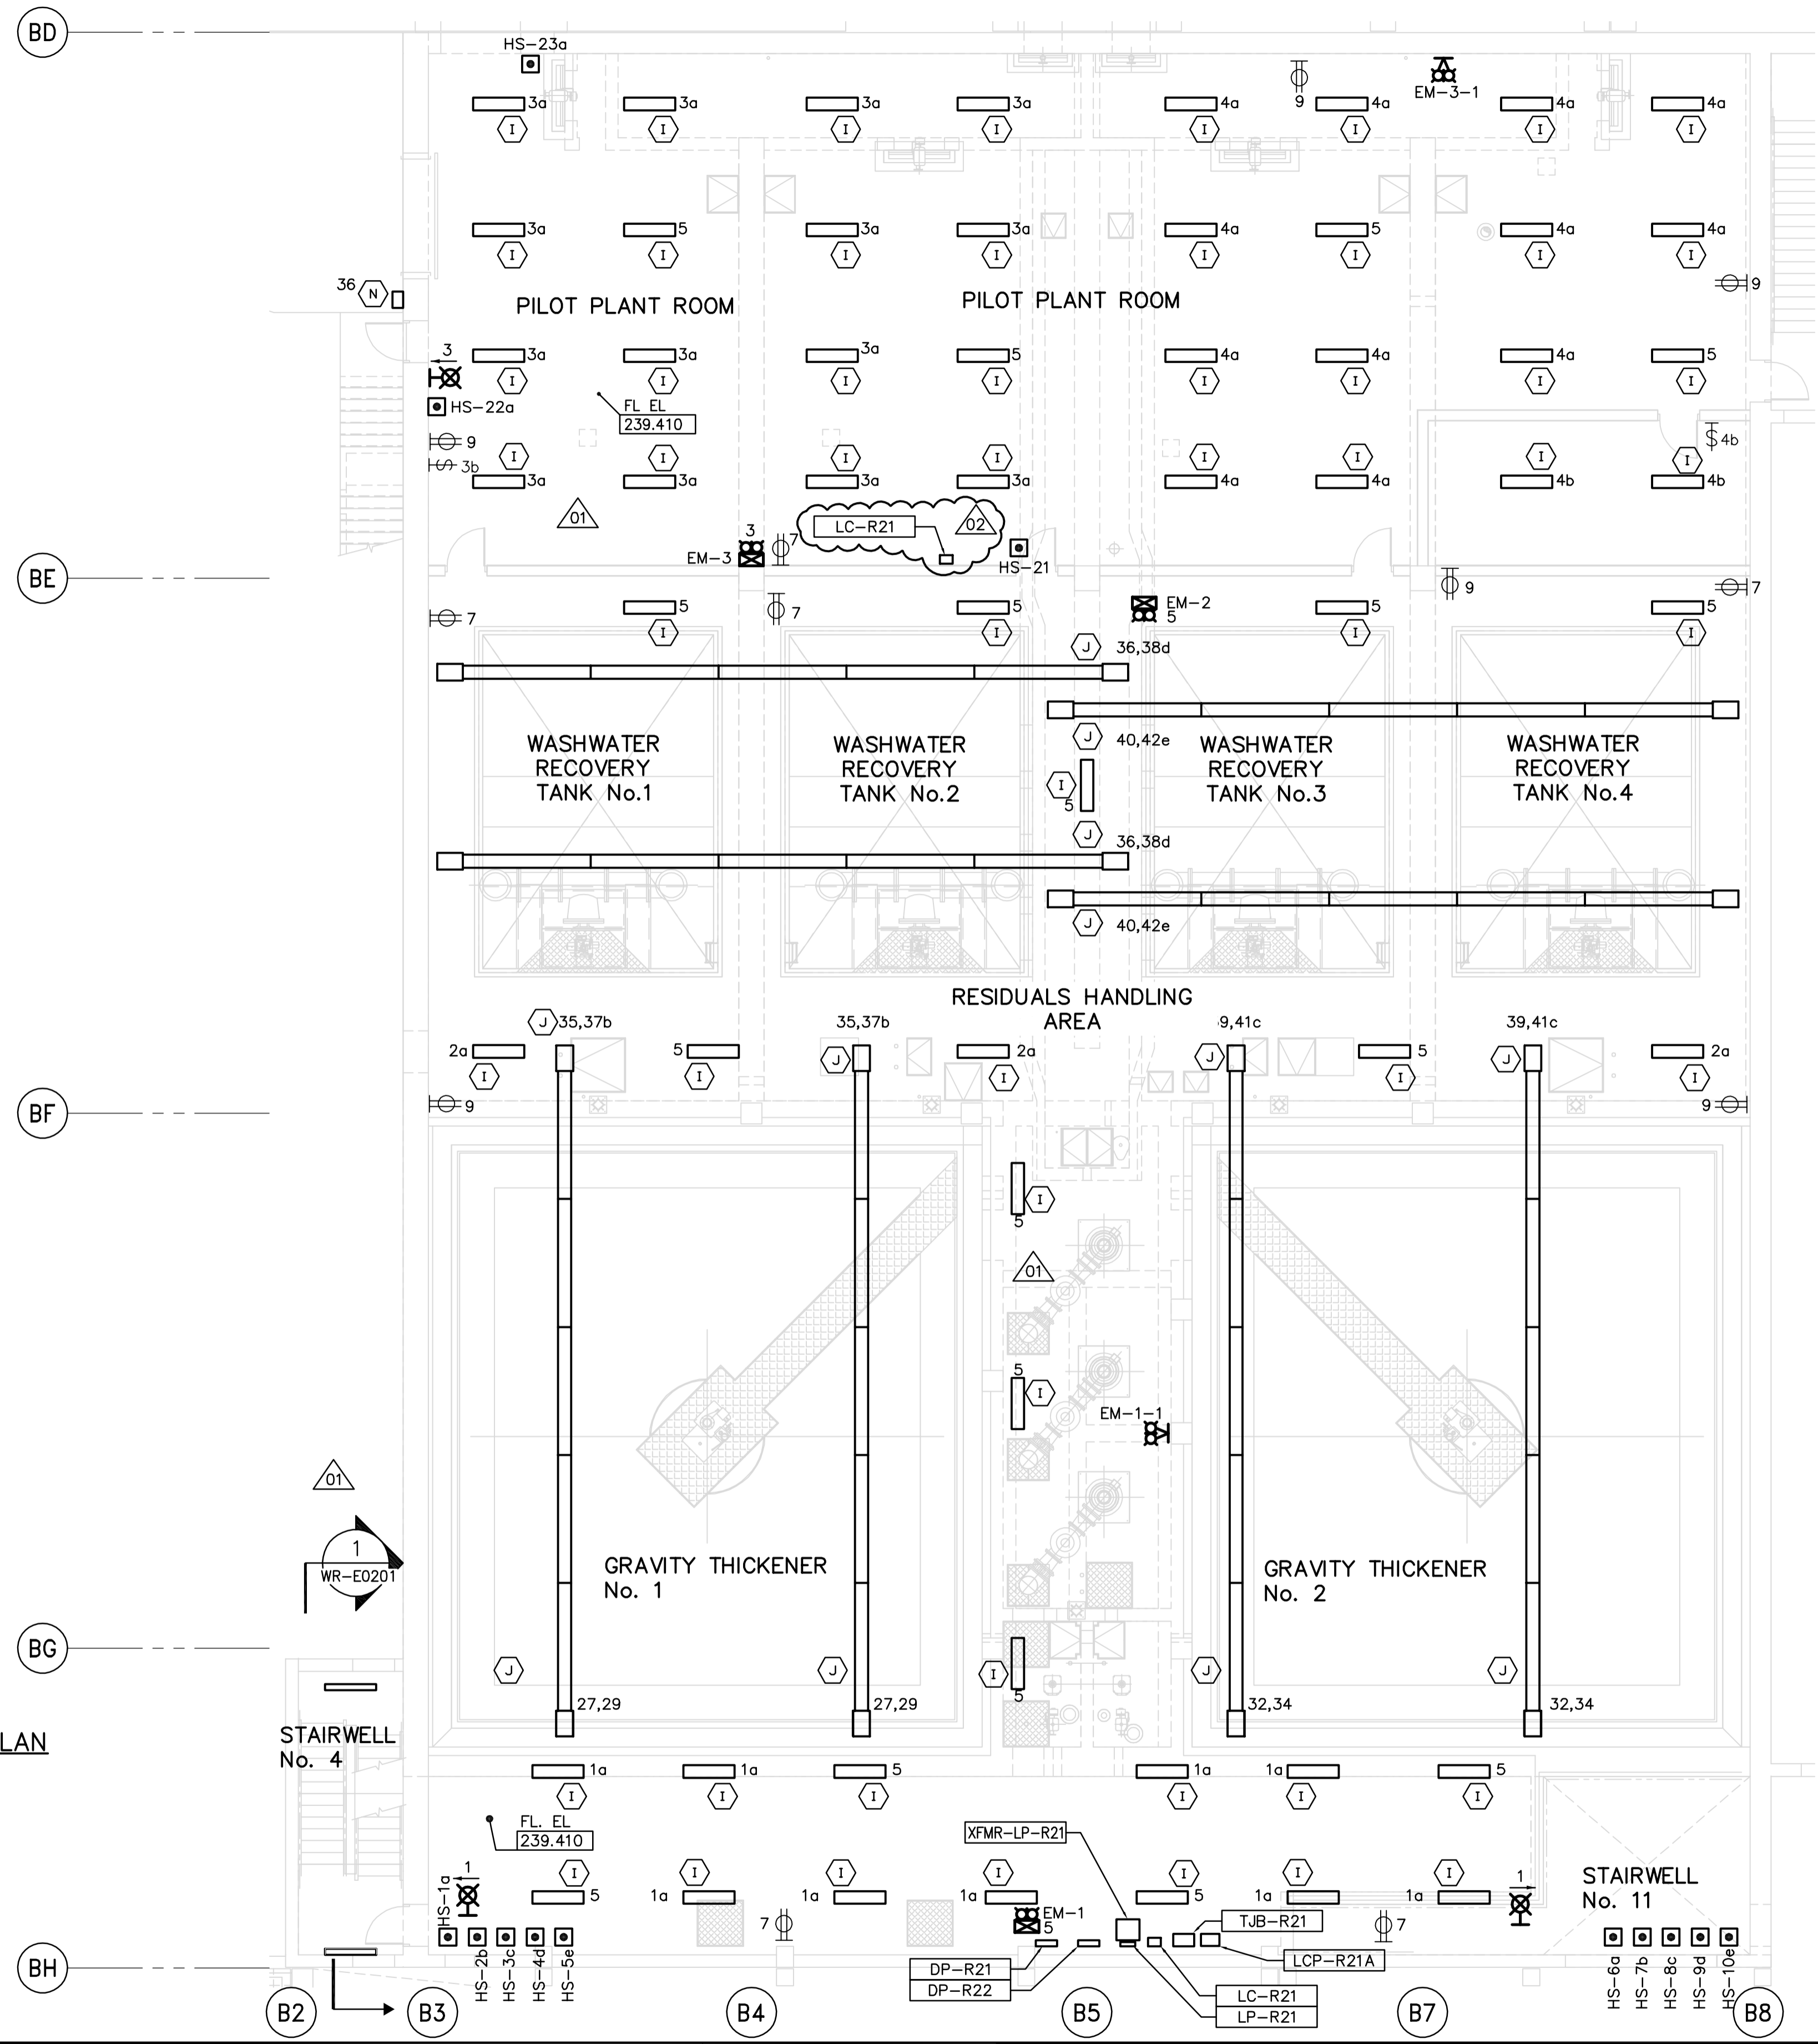 BD
HS-23a
9
EM-3-1
3a
3a
3a
3a
4a
4a
4a
4a
I
I
I
I
I
I
I
I
3a
5
3a
3a
4a
5
4a
4a
I
I
I
I
I
I
I
I
36
N
9
PILOT PLANT ROOM
PILOT PLANT ROOM
3
3a
3a
3a
5
4a
4a
4a
5
I
I
I
I
I
I
I
I
HS-22a
FL EL
239.410
9
3b
4b
I
I
I
I
I
I
I
I
3a
3a
3a
3a
4a
4a
4b
4b
01
LC-R21
02
3
7
EM-3
HS-21
BE
7
7
9
7
5
5
EM-2
5
5
5
I
I
I
I
J
36,38d
J
40,42e
WASHWATER
RECOVERY
TANK No.1
WASHWATER
RECOVERY
TANK No.2
WASHWATER
RECOVERY
TANK No.3
WASHWATER
RECOVERY
TANK No.4
I
5
J
36,38d
J
40,42e
RESIDUALS HANDLING
AREA
J
35,37b
35,37b
39,41c
2a
5
2a
5
2a
I
I
J
I
J
I
J
I
BF
9
9
I
5
01
5
I
EM-1-1
01
1
WR-E0201
GRAVITY THICKENER
No. 1
GRAVITY THICKENER
No. 2
BG
J
J
I
J
J
5
27,29
27,29
32,34
32,34
LAN
STAIRWELL
No. 4
1a
1a
5
1a
1a
5
I
I
I
I
I
I
FL. EL
239.410
XFMR-LP-R21
I
I
I
I
I
I
I
1
5
1a
1a
1a
5
1a
1a
1
STAIRWELL
No. 11
7
EM-1
5
TJB-R21
7
LCP-R21A
HS-1a
HS-2b
HS-3c
HS-4d
HS-5e
DP-R21
DP-R22
LC-R21
LP-R21
HS-6a
HS-7b
HS-8c
HS-9d
HS-10e
BH
B2
B3
B4
B5
B7
B8